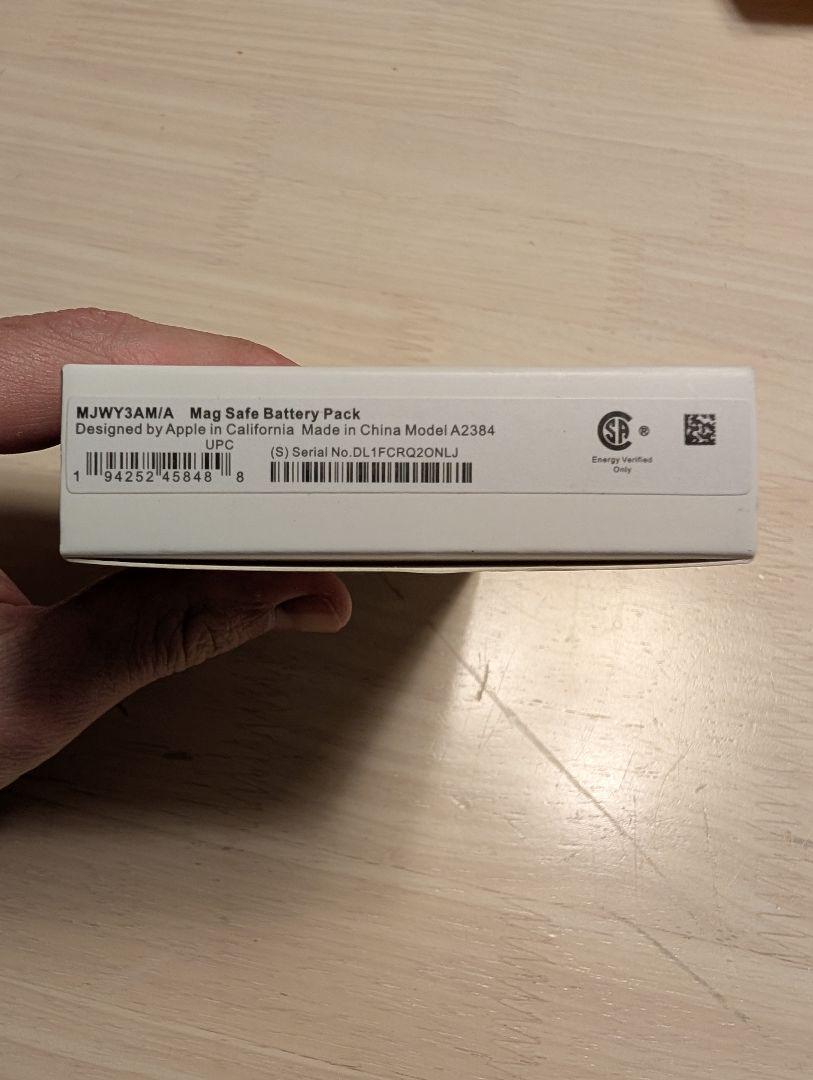 MJWY3AM/A Mag Safe Battery Pack
Designed by Apple in California Made in China Model A2384
UPC
(S) Serial No.DL1FCRQ2ONLJ
1 94252 45848 8
SA ®
Energy Verified
Only